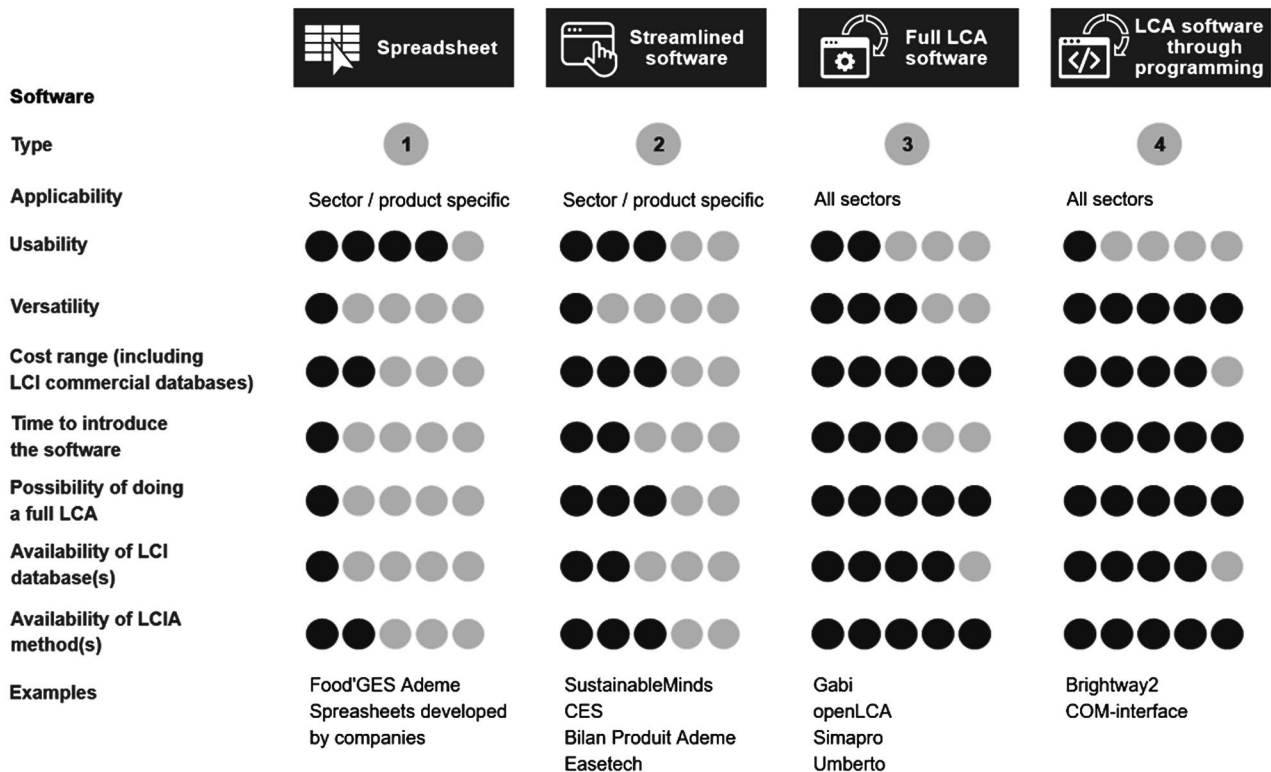 Spreadsheet
Streamlined
software
Full LCA
software
LCA software
through
programming
Software
Type
1
2
3
4
Applicability
Sector / product specific
Sector / product specific
All sectors
All sectors
Usability
Versatility
Cost range (including
LCI commercial databases)
Time to introduce
the software
Possibility of doing
a full LCA
Availability of LCI
database(s)
Availability of LCIA
method(s)
Examples
Food'GES Ademe
Spreasheets developed
by companies
SustainableMinds
CES
Bilan Produit Ademe
Easetech
Gabi
openLCA
Simapro
Umberto
Brightway2
COM-interface